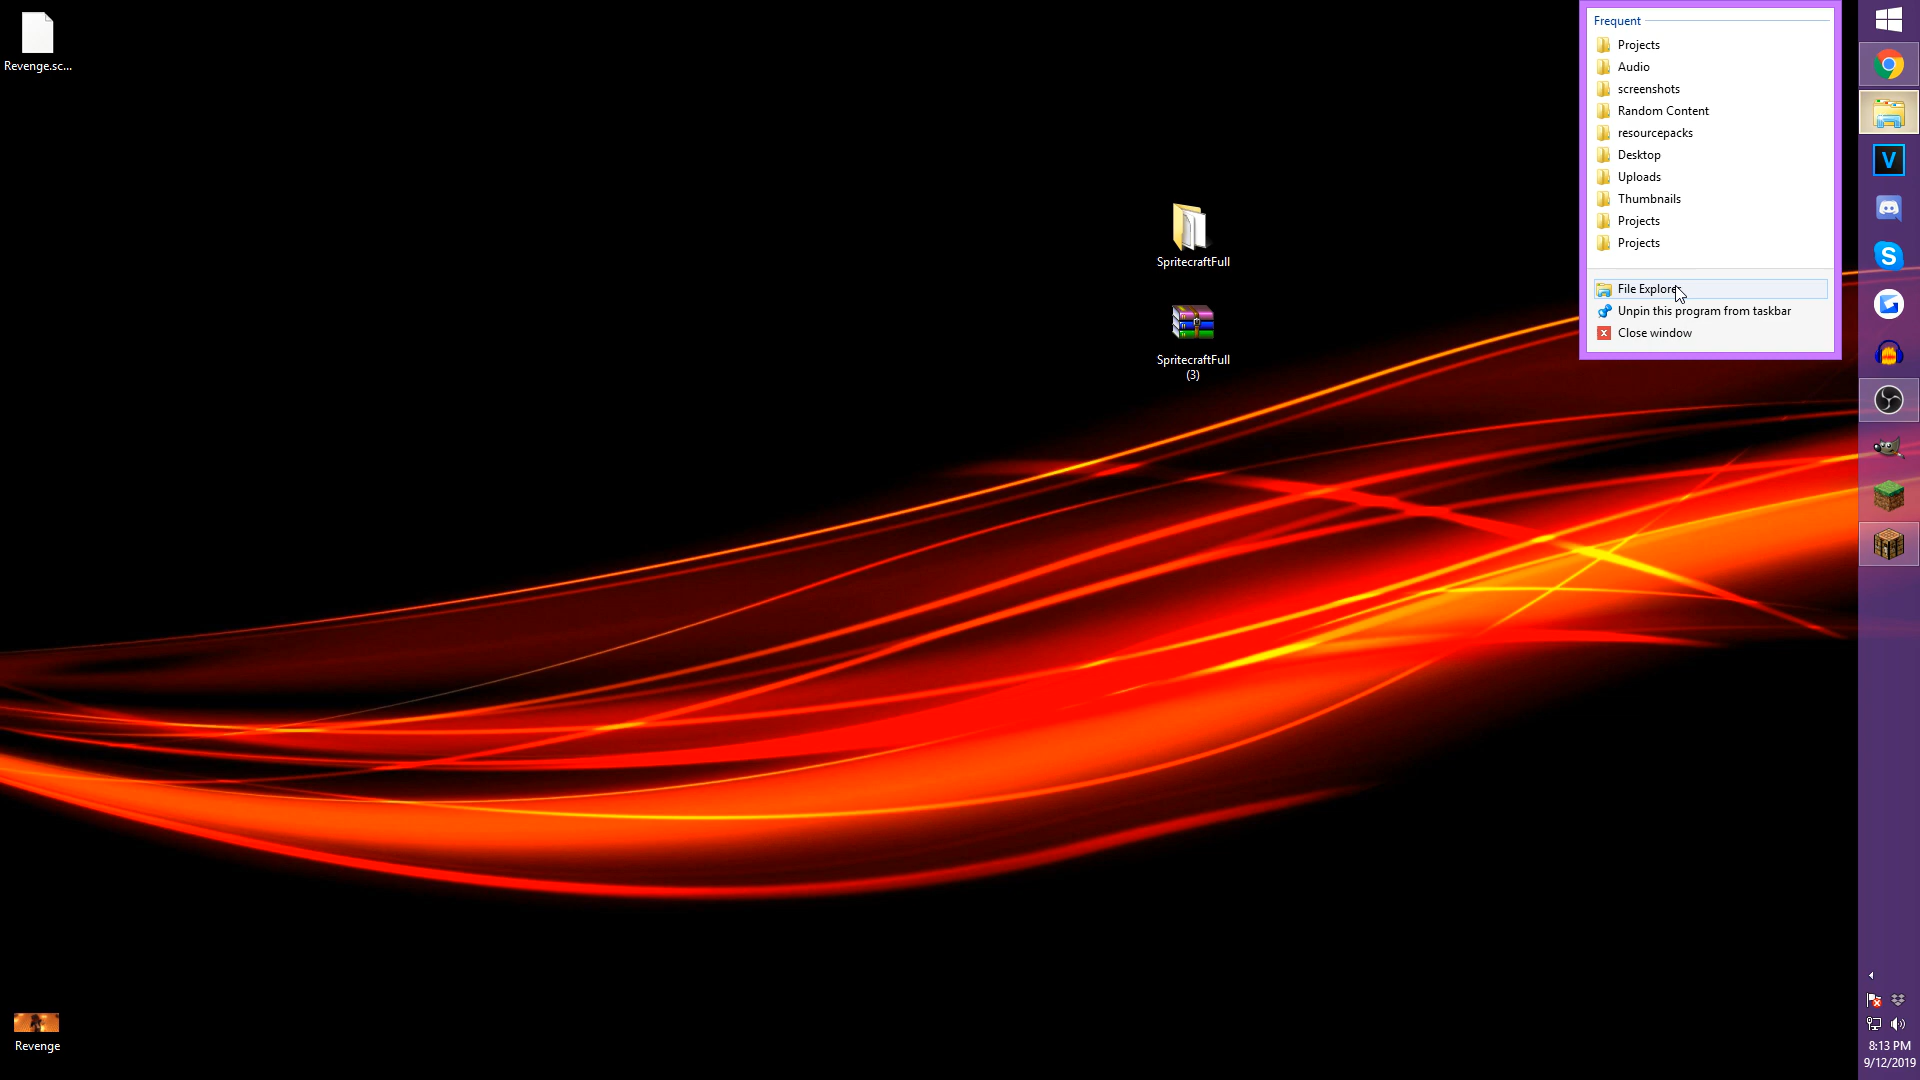 Revenge.sc...
Frequent
Projects
Audio
screenshots
Random Content
resourcepacks
Desktop
Uploads
Thumbnails
Projects
Projects
File Explorer
Unpin this program from taskbar
Close window
SpritecraftFull
SpritecraftFull
(3)
Revenge
V
S
8:13 PM
9/12/2019